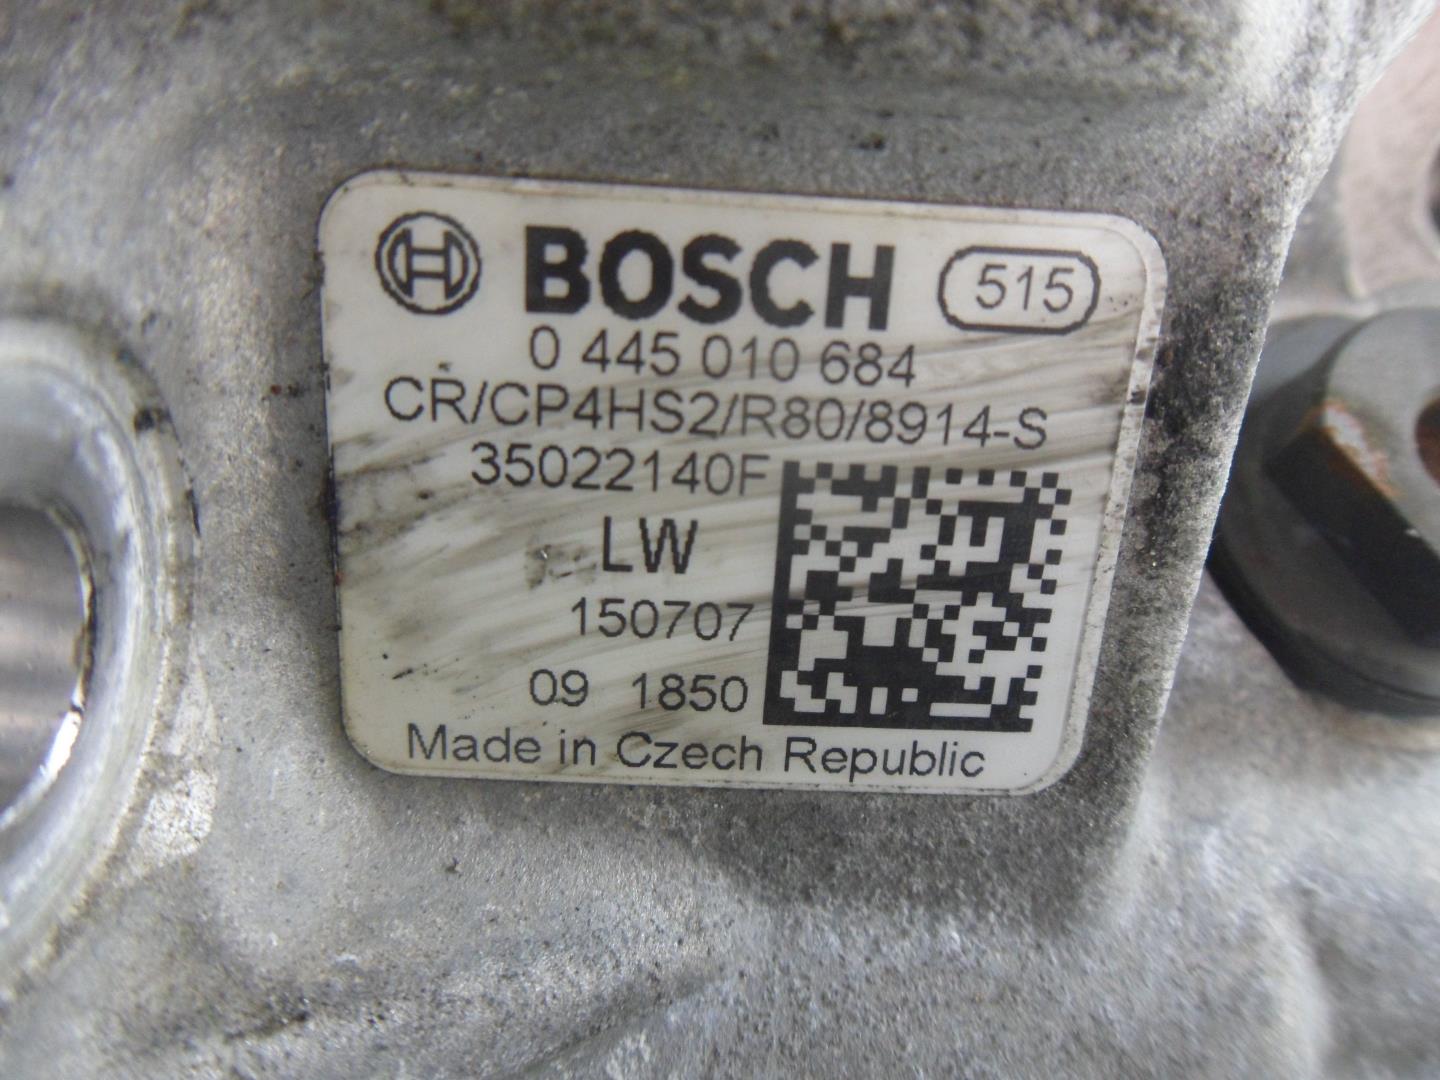 BOSCH 515
0 445 010 684
CR/CP4HS2/R80/8914-S
35022140F
LW
150707
09 1850
Made in Czech Republic